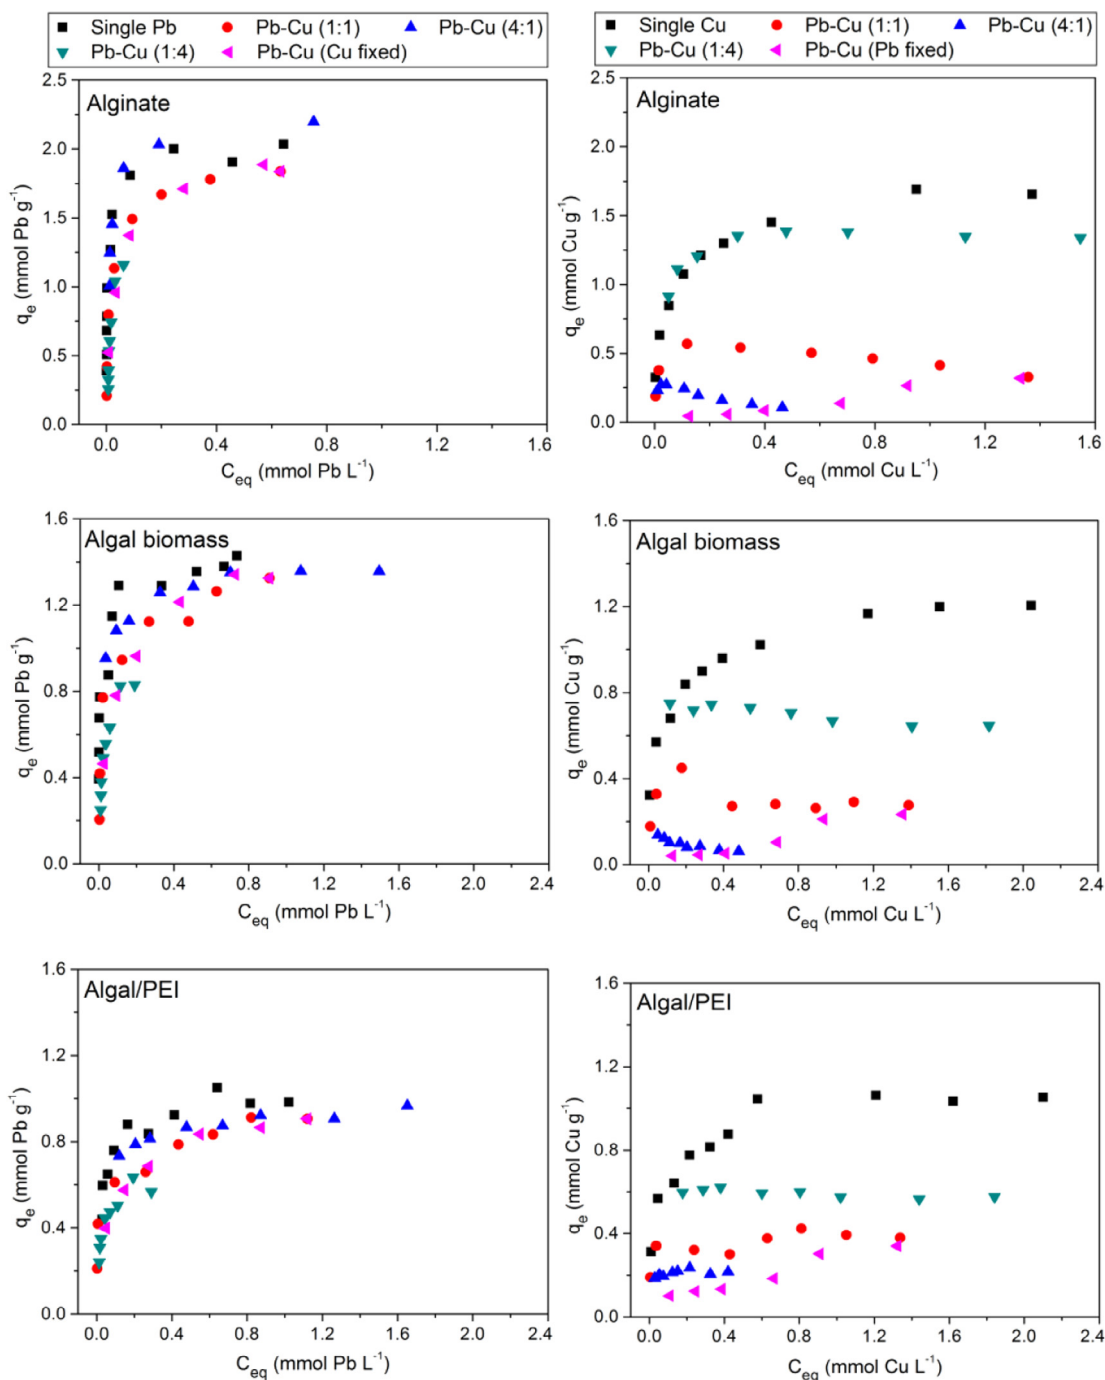 Single Pb Pb-Cu (1:1) Pb-Cu (4:1)
Pb-Cu (1:4) Pb-Cu (Cu fixed)
Alginate
2.5
2.0
1.5
1.0
0.5
0.0
qe (mmol Pb g-1)
0.0 0.4 0.8 1.2 1.6
Ceq (mmol Pb L-1)
Single Cu Pb-Cu (1:1) Pb-Cu (4:1)
Pb-Cu (1:4) Pb-Cu (Pb fixed)
Alginate
2.5
2.0
1.5
1.0
0.5
0.0
qe (mmol Cu g-1)
0.0 0.4 0.8 1.2 1.6
Ceq (mmol Cu L-1)
Algal biomass
1.6
1.2
0.8
0.4
0.0
qe (mmol Pb g-1)
0.0 0.4 0.8 1.2 1.6 2.0 2.4
Ceq (mmol Pb L-1)
Algal biomass
1.6
1.2
0.8
0.4
0.0
qe (mmol Cu g-1)
0.0 0.4 0.8 1.2 1.6 2.0 2.4
Ceq (mmol Cu L-1)
Algal/PEI
1.6
1.2
0.8
0.4
0.0
qe (mmol Pb g-1)
0.0 0.4 0.8 1.2 1.6 2.0 2.4
Ceq (mmol Pb L-1)
Algal/PEI
1.6
1.2
0.8
0.4
0.0
qe (mmol Cu g-1)
0.0 0.4 0.8 1.2 1.6 2.0 2.4
Ceq (mmol Cu L-1)